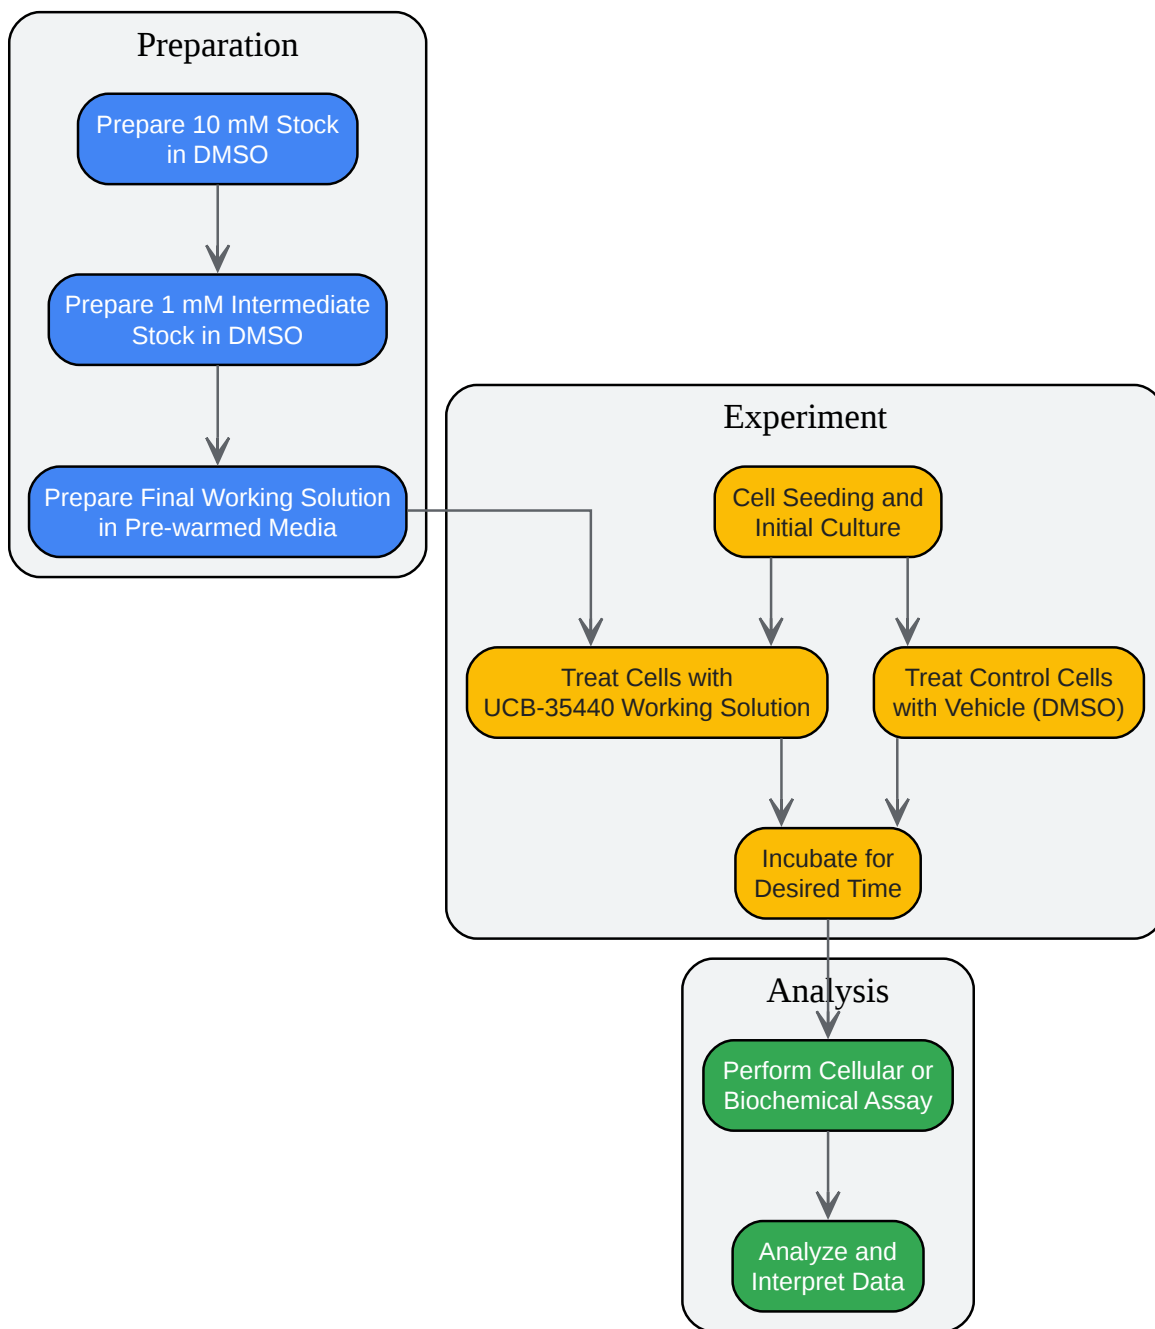 Preparation
Prepare 10 mM Stock
in DMSO
Prepare 1 mM Intermediate
Stock in DMSO
Prepare Final Working Solution
in Pre-warmed Media
Experiment
Cell Seeding and
Initial Culture
Treat Cells with
UCB-35440 Working Solution
Treat Control Cells
with Vehicle (DMSO)
Incubate for
Desired Time
Analysis
Perform Cellular or
Biochemical Assay
Analyze and
Interpret Data